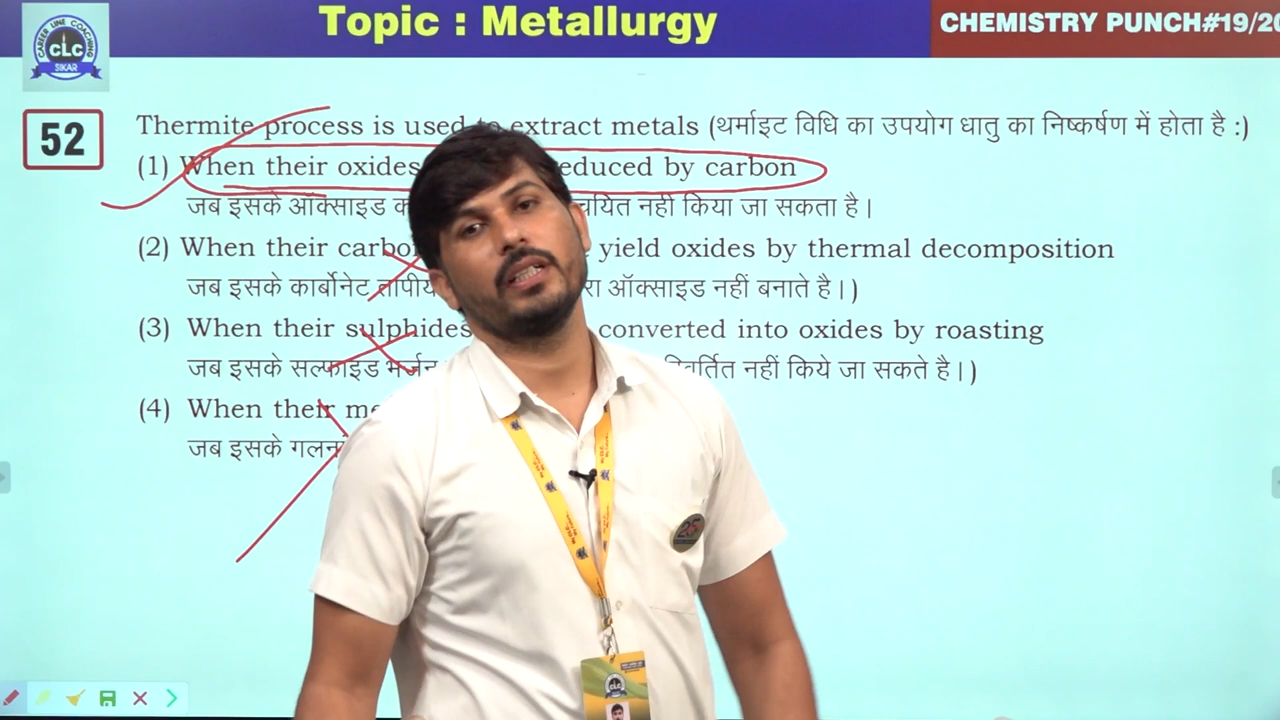 CAREER LINE COACHING
CLC
SIKAR
Topic : Metallurgy
CHEMISTRY PUNCH#19/20
52
Thermite process is used to extract metals (थर्माइट विधि का उपयोग धातु का निष्कर्षण में होता है :)
(1) When their oxides reduced by carbon
जब इसके ऑक्साइड नही किया जा सकता है।
(2) When their yield oxides by thermal decomposition
जब इसके कार्बोनेट ऑक्साइड नहीं बनाते है।)
(3) When their sulphides converted into oxides by roasting
जब इसके सल्फाइड भर्जन नहीं किये जा सकते है।)
(4) When their
जब इसके
25
CLC